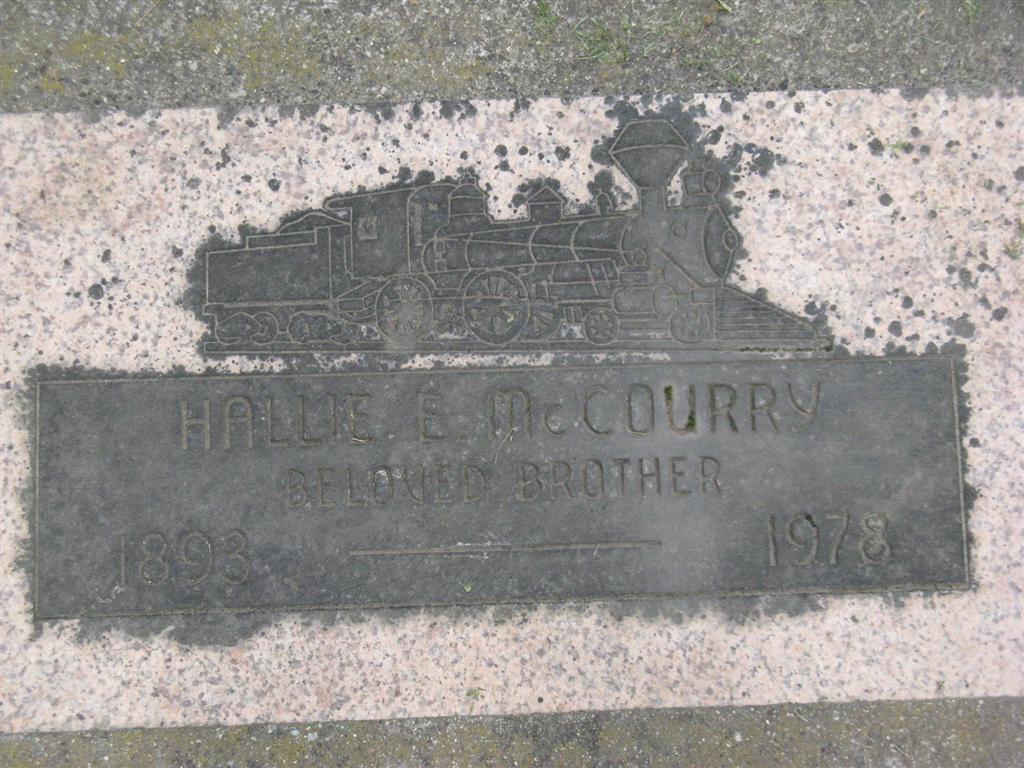 HALLIE E. McCOURRY
BELOVED BROTHER
1893 1978